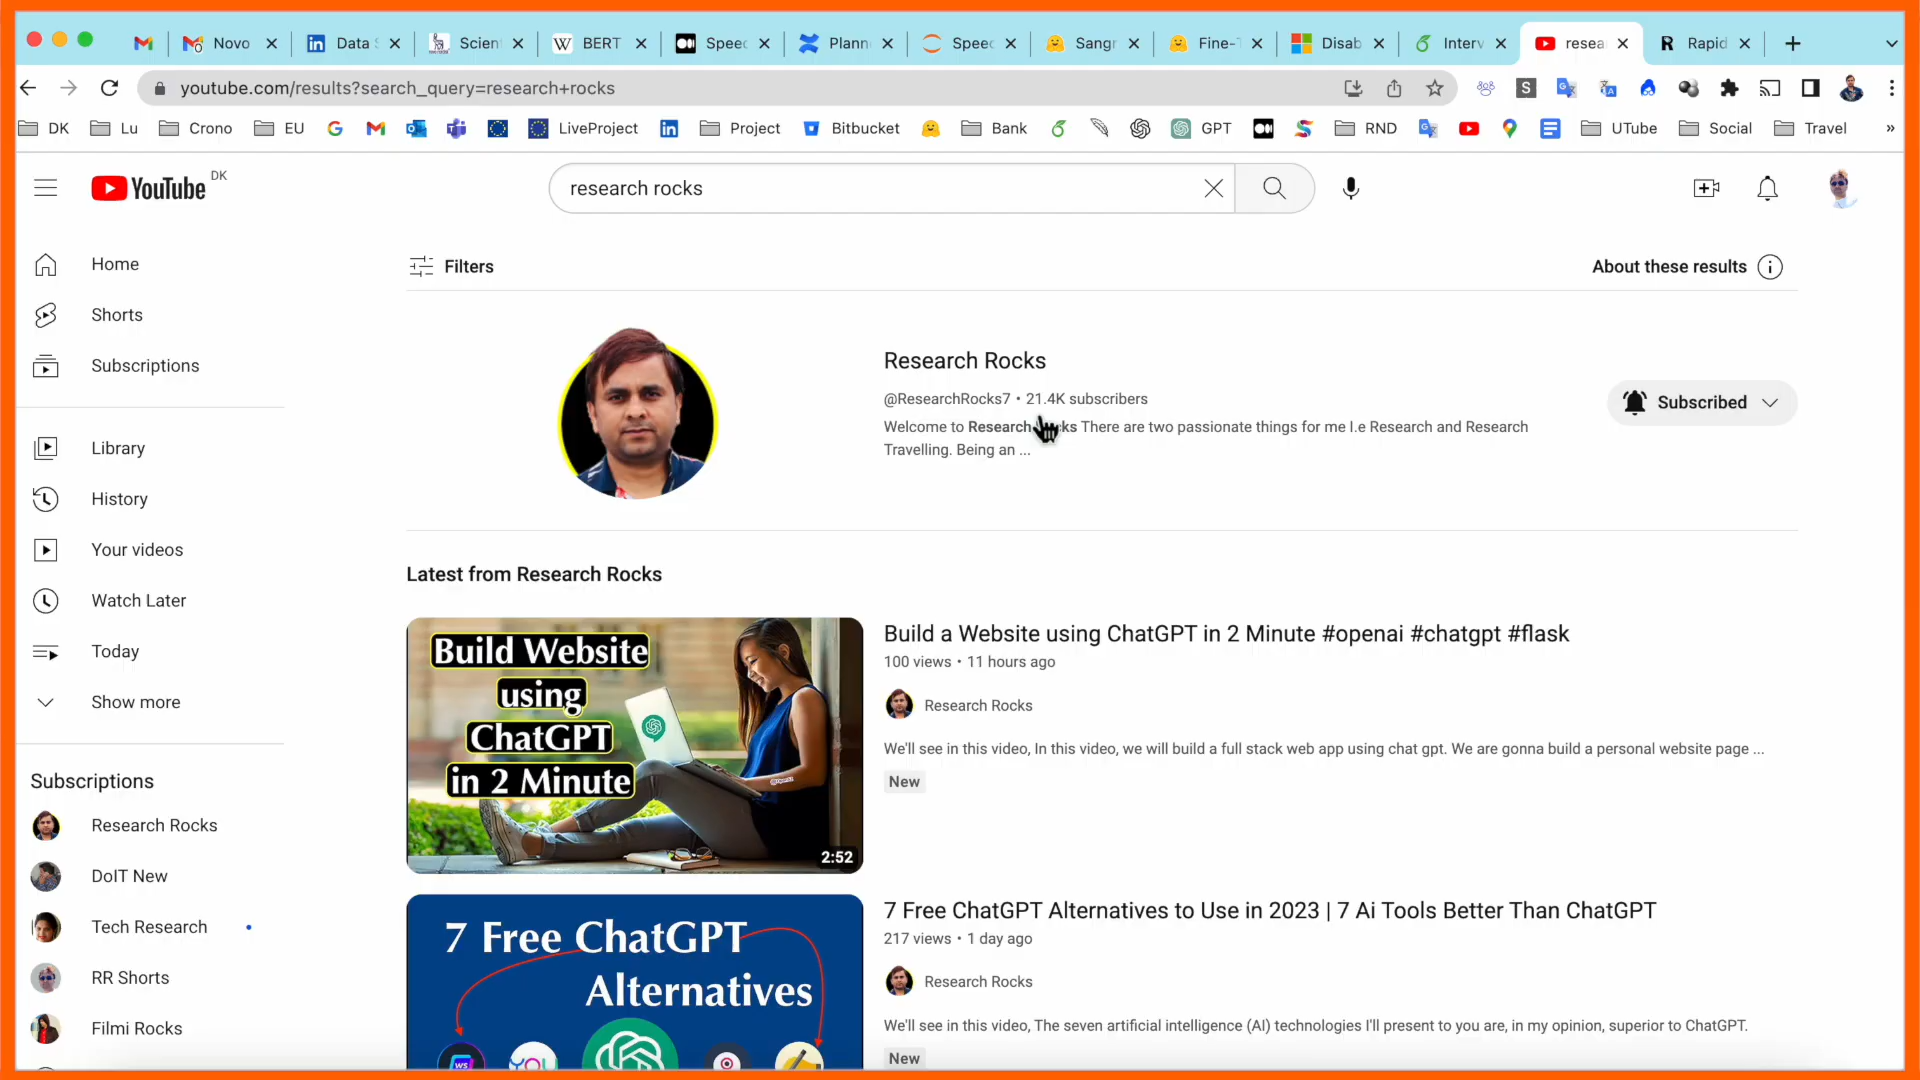 Novo
Data S
Scien
W BERT
Speec
Plann
Speec
Sangr
Fine-T
Disab
Interv
resea
R Rapid
youtube.com/results?search_query=research+rocks
DK
Lu
Crono
EU
LiveProject
Project
Bitbucket
Bank
GPT
RND
UTube
Social
Travel
YouTube DK
research rocks
Home
Shorts
Subscriptions
Library
History
Your videos
Watch Later
Today
Show more
Subscriptions
Research Rocks
DoIT New
Tech Research
RR Shorts
Filmi Rocks
Filters
About these results
Research Rocks
@ResearchRocks7 • 21.4K subscribers
Welcome to Research cks There are two passionate things for me I.e Research and Research
Travelling. Being an ...
Subscribed
Latest from Research Rocks
Build Website
using
ChatGPT
in 2 Minute
2:52
Build a Website using ChatGPT in 2 Minute #openai #chatgpt #flask
100 views • 11 hours ago
Research Rocks
We'll see in this video, In this video, we will build a full stack web app using chat gpt. We are gonna build a personal website page ...
New
7 Free ChatGPT
Alternatives
WS
YOU
7 Free ChatGPT Alternatives to Use in 2023 | 7 Ai Tools Better Than ChatGPT
217 views • 1 day ago
Research Rocks
We'll see in this video, The seven artificial intelligence (AI) technologies I'll present to you are, in my opinion, superior to ChatGPT.
New